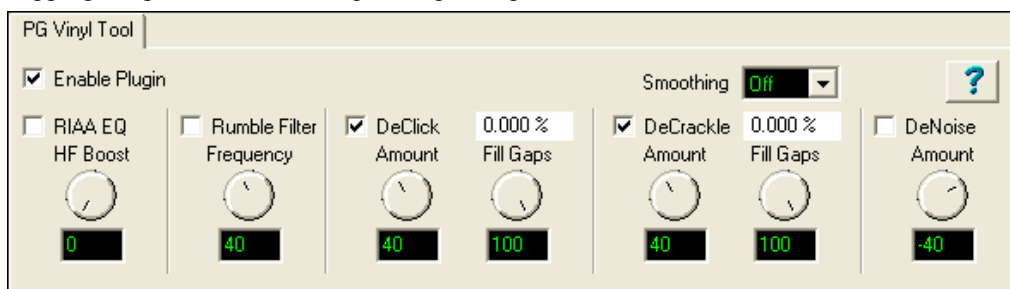 PG Vinyl Tool
Enable Plugin
Smoothing Off ?
RIAA EQ Rumble Filter DeClick 0.000 % DeCrackle 0.000 % DeNoise
HF Boost Frequency Amount Fill Gaps Amount Fill Gaps Amount
0 40 40 100 40 100 -40